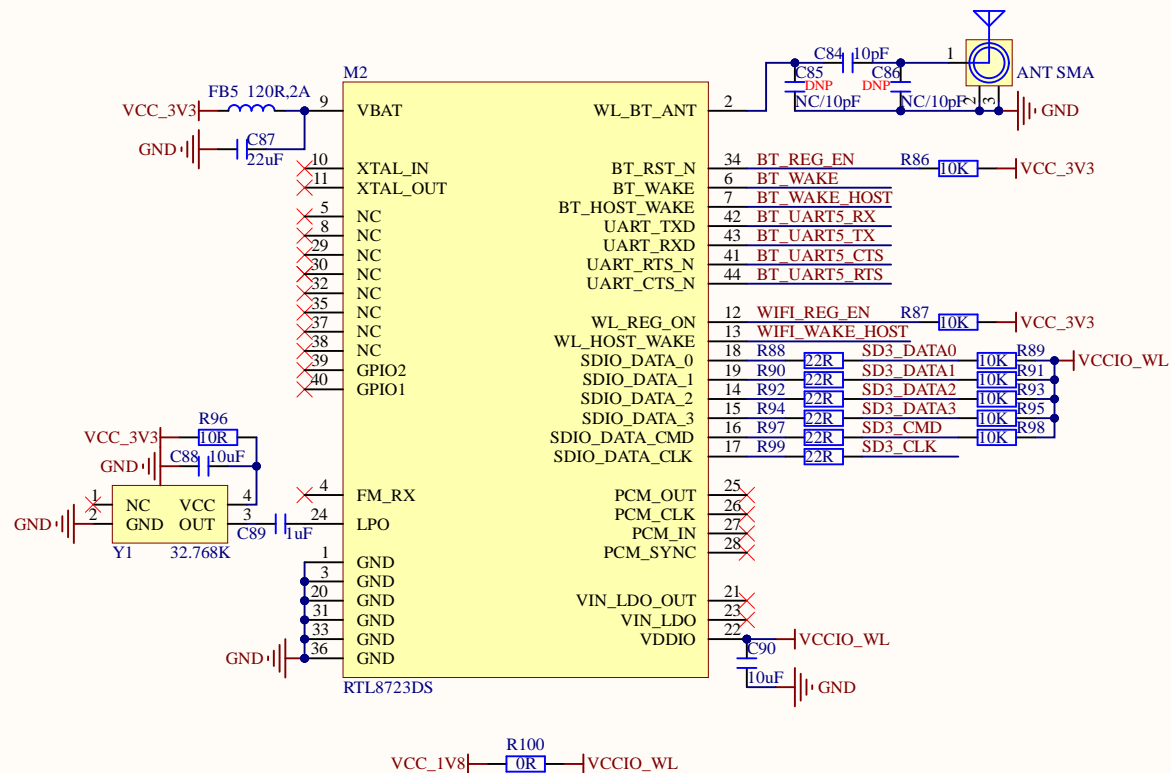 C84 10pF
1
ANT SMA
C85
DNP
NC/10pF
C86
DNP
NC/10pF
2
3
GND
M2
FB5 120R,2A
VCC_3V3
9 VBAT
WL_BT_ANT 2
GND
C87
22uF
10 XTAL_IN
11 XTAL_OUT
5 NC
8 NC
29 NC
30 NC
32 NC
35 NC
37 NC
38 NC
39 GPIO2
40 GPIO1
BT_RST_N 34 BT_REG_EN R86 10K VCC_3V3
BT_WAKE 6 BT_WAKE
BT_HOST_WAKE 7 BT_WAKE_HOST
UART_TXD 42 BT_UART5_RX
UART_RXD 43 BT_UART5_TX
UART_RTS_N 41 BT_UART5_CTS
UART_CTS_N 44 BT_UART5_RTS
WL_REG_ON 12 WIFI_REG_EN R87 10K VCC_3V3
WL_HOST_WAKE 13 WIFI_WAKE_HOST
SDIO_DATA_0 18 R88 22R SD3_DATA0 10K R89 VCCIO_WL
SDIO_DATA_1 19 R90 22R SD3_DATA1 10K R91
SDIO_DATA_2 14 R92 22R SD3_DATA2 10K R93
SDIO_DATA_3 15 R94 22R SD3_DATA3 10K R95
SDIO_DATA_CMD 16 R97 22R SD3_CMD 10K R98
SDIO_DATA_CLK 17 R99 22R SD3_CLK
R96
VCC_3V3 10R
GND C88 10uF
1 NC VCC 4
GND 2 GND OUT 3
Y1 32.768K
C89 1uF
4 FM_RX
24 LPO
1 GND
3 GND
20 GND
31 GND
33 GND
GND 36 GND
PCM_OUT 25
PCM_CLK 26
PCM_IN 27
PCM_SYNC 28
VIN_LDO_OUT 21
VIN_LDO 23
VDDIO 22 VCCIO_WL
C90
10uF
GND
RTL8723DS
R100
VCC_1V8 0R VCCIO_WL